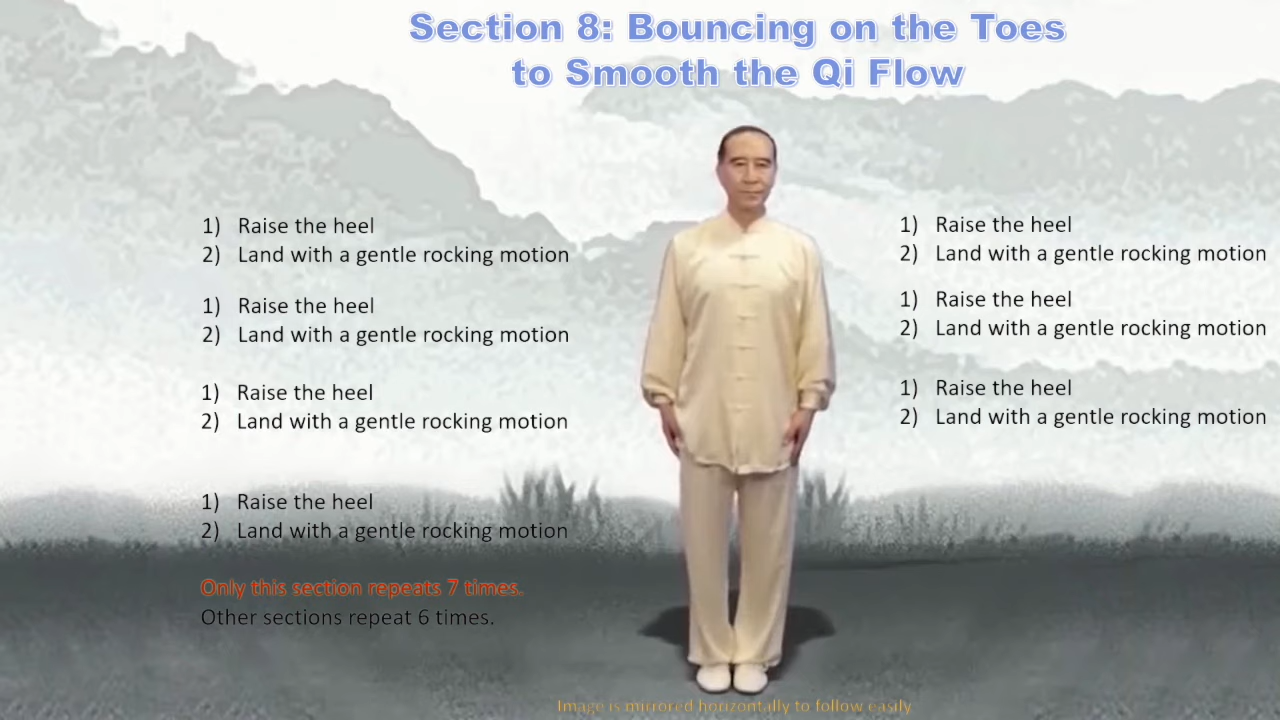 Section 8: Bouncing on the Toes
to Smooth the Qi Flow
1) Raise the heel
2) Land with a gentle rocking motion
1) Raise the heel
2) Land with a gentle rocking motion
1) Raise the heel
2) Land with a gentle rocking motion
1) Raise the heel
2) Land with a gentle rocking motion
Only this section repeats 7 times.
Other sections repeat 6 times.
1) Raise the heel
2) Land with a gentle rocking motion
1) Raise the heel
2) Land with a gentle rocking motion
1) Raise the heel
2) Land with a gentle rocking motion
Image is mirrored horizontally to follow easily